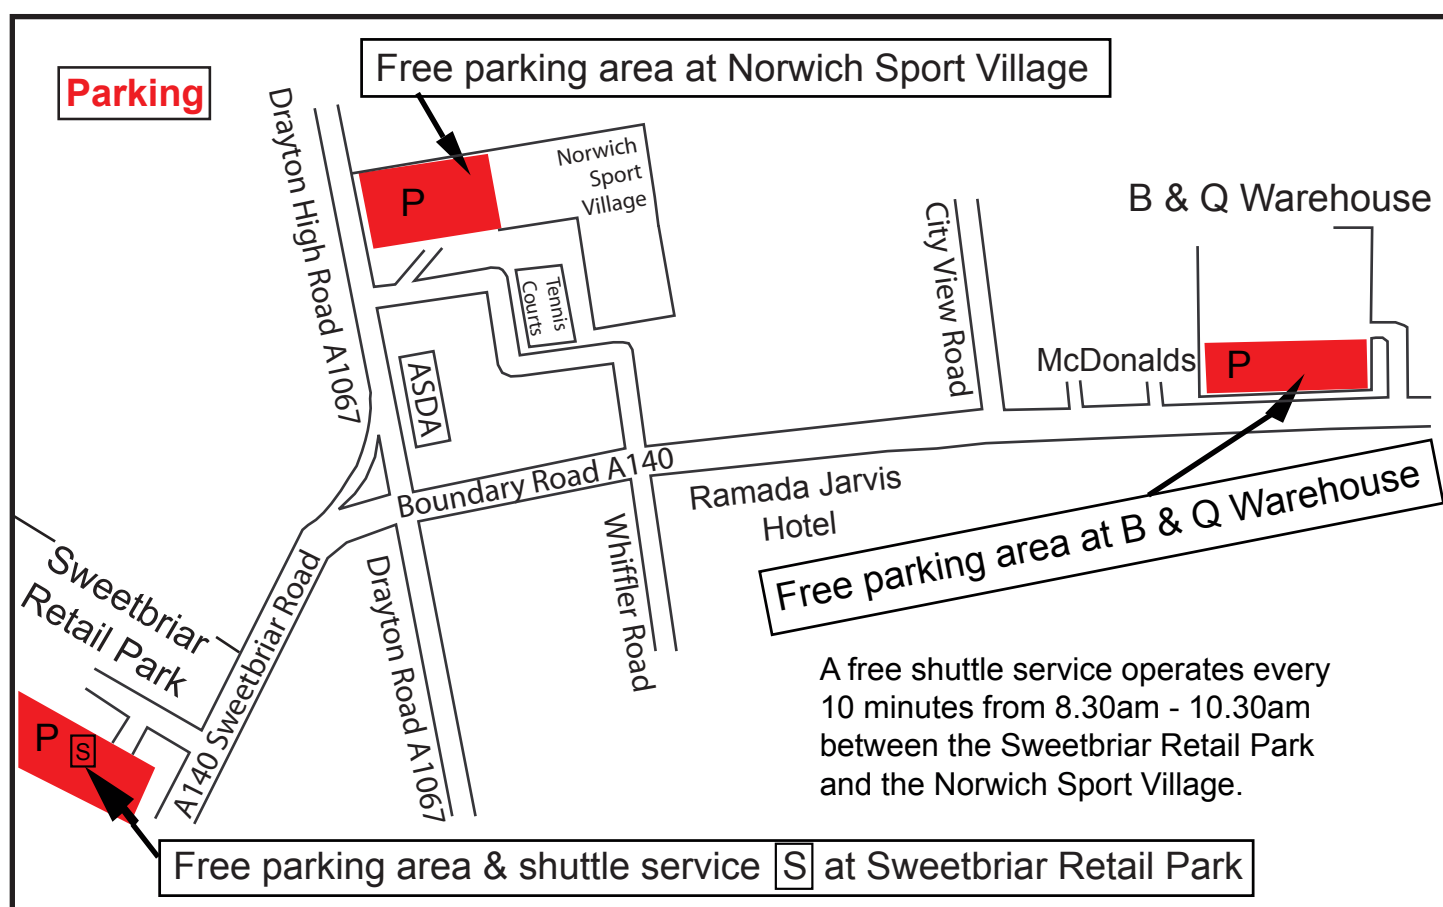 Free parking area at Norwich Sport Village
Parking
Drayton High Road A1067
P
Norwich
Sport
Village
Tennis
Courts
ASDA
City View Road
B & Q Warehouse
McDonalds
P
Boundary Road A140
Ramada Jarvis
Hotel
Free parking area at B & Q Warehouse
Whiffler Road
Drayton Road A1067
Sweetbriar
Retail Park
A140 Sweetbriar Road
P
S
A free shuttle service operates every
10 minutes from 8.30am - 10.30am
between the Sweetbriar Retail Park
and the Norwich Sport Village.
Free parking area & shuttle service S at Sweetbriar Retail Park